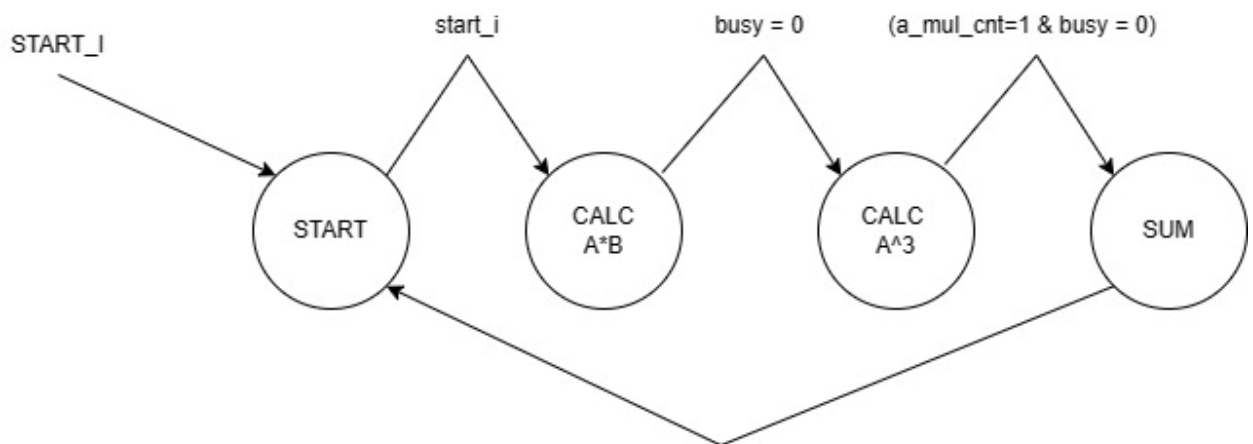 START_I
start_i
busy = 0
(a_mul_cnt=1 & busy = 0)
START
CALC
A*B
CALC
A^3
SUM